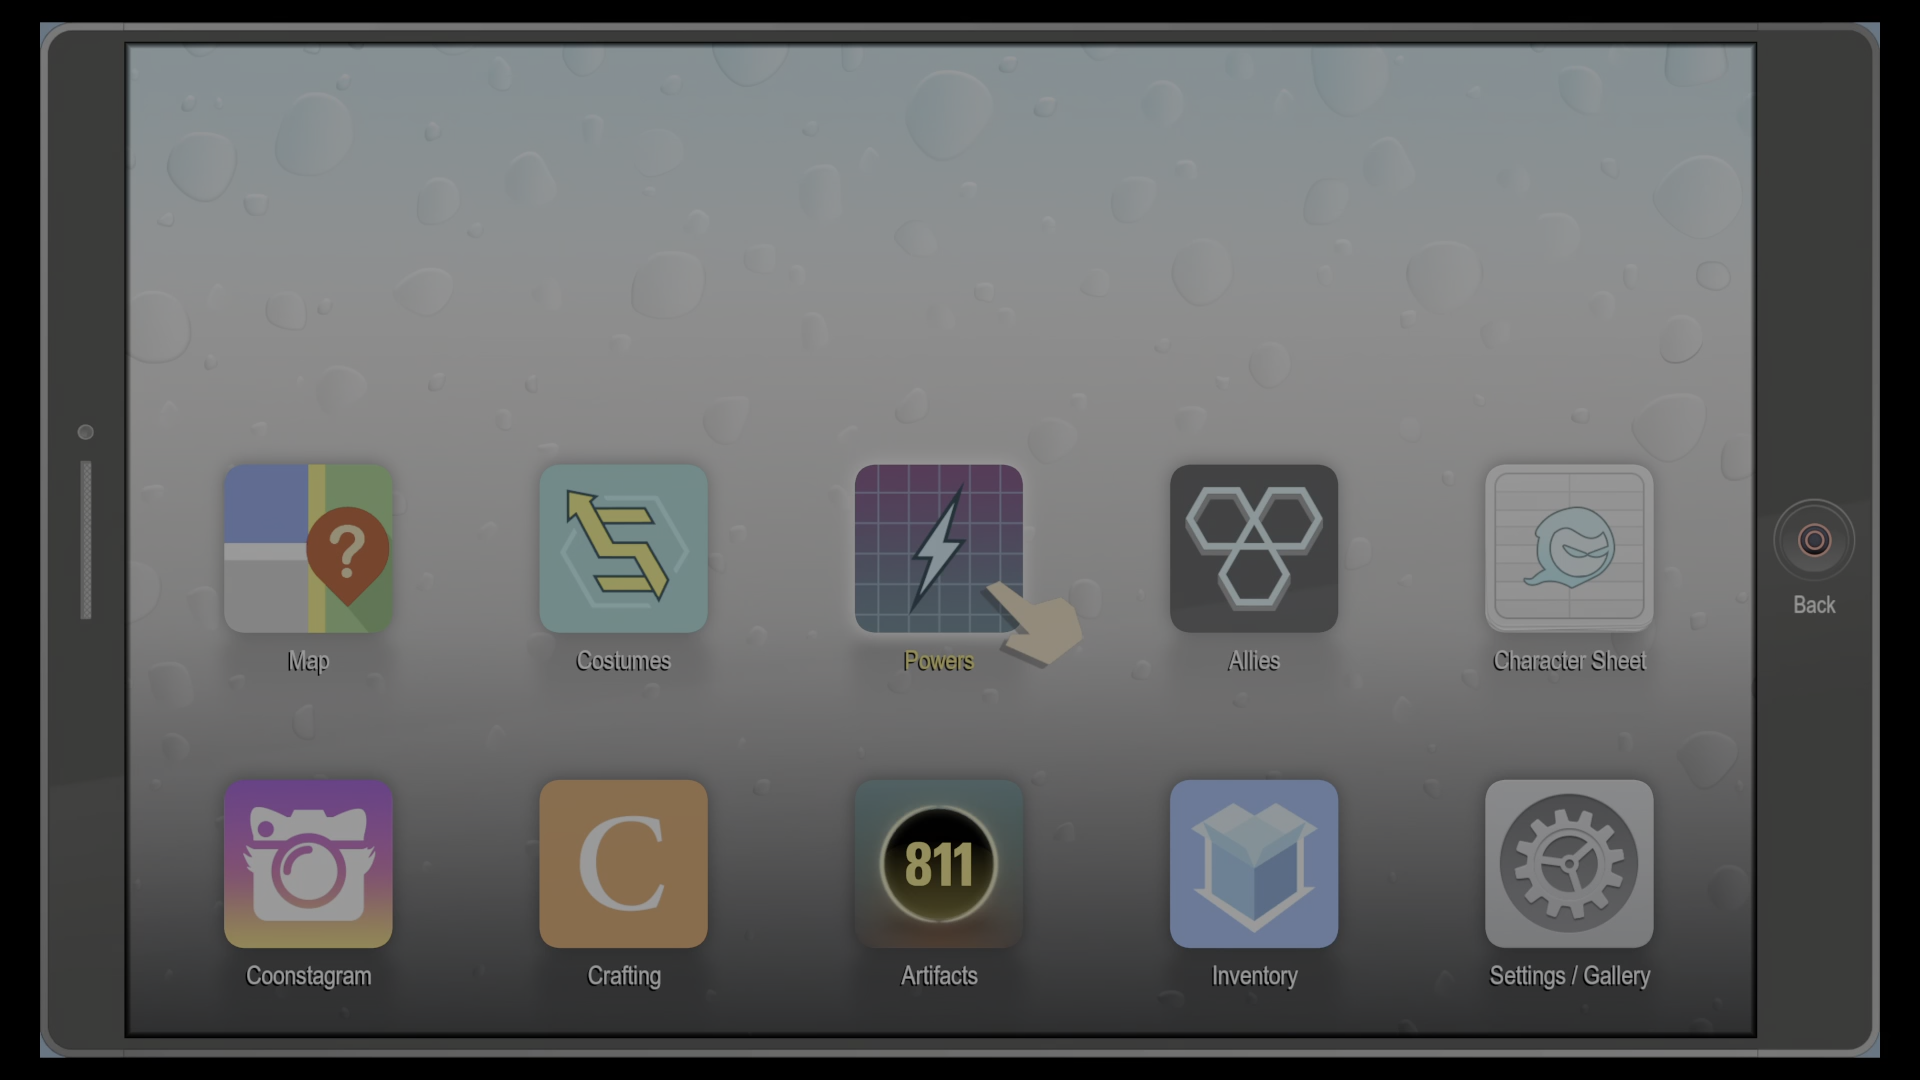 ?
Map
Costumes
Powers
Allies
Character Sheet
Back
C
811
Coonstagram
Crafting
Artifacts
Inventory
Settings / Gallery